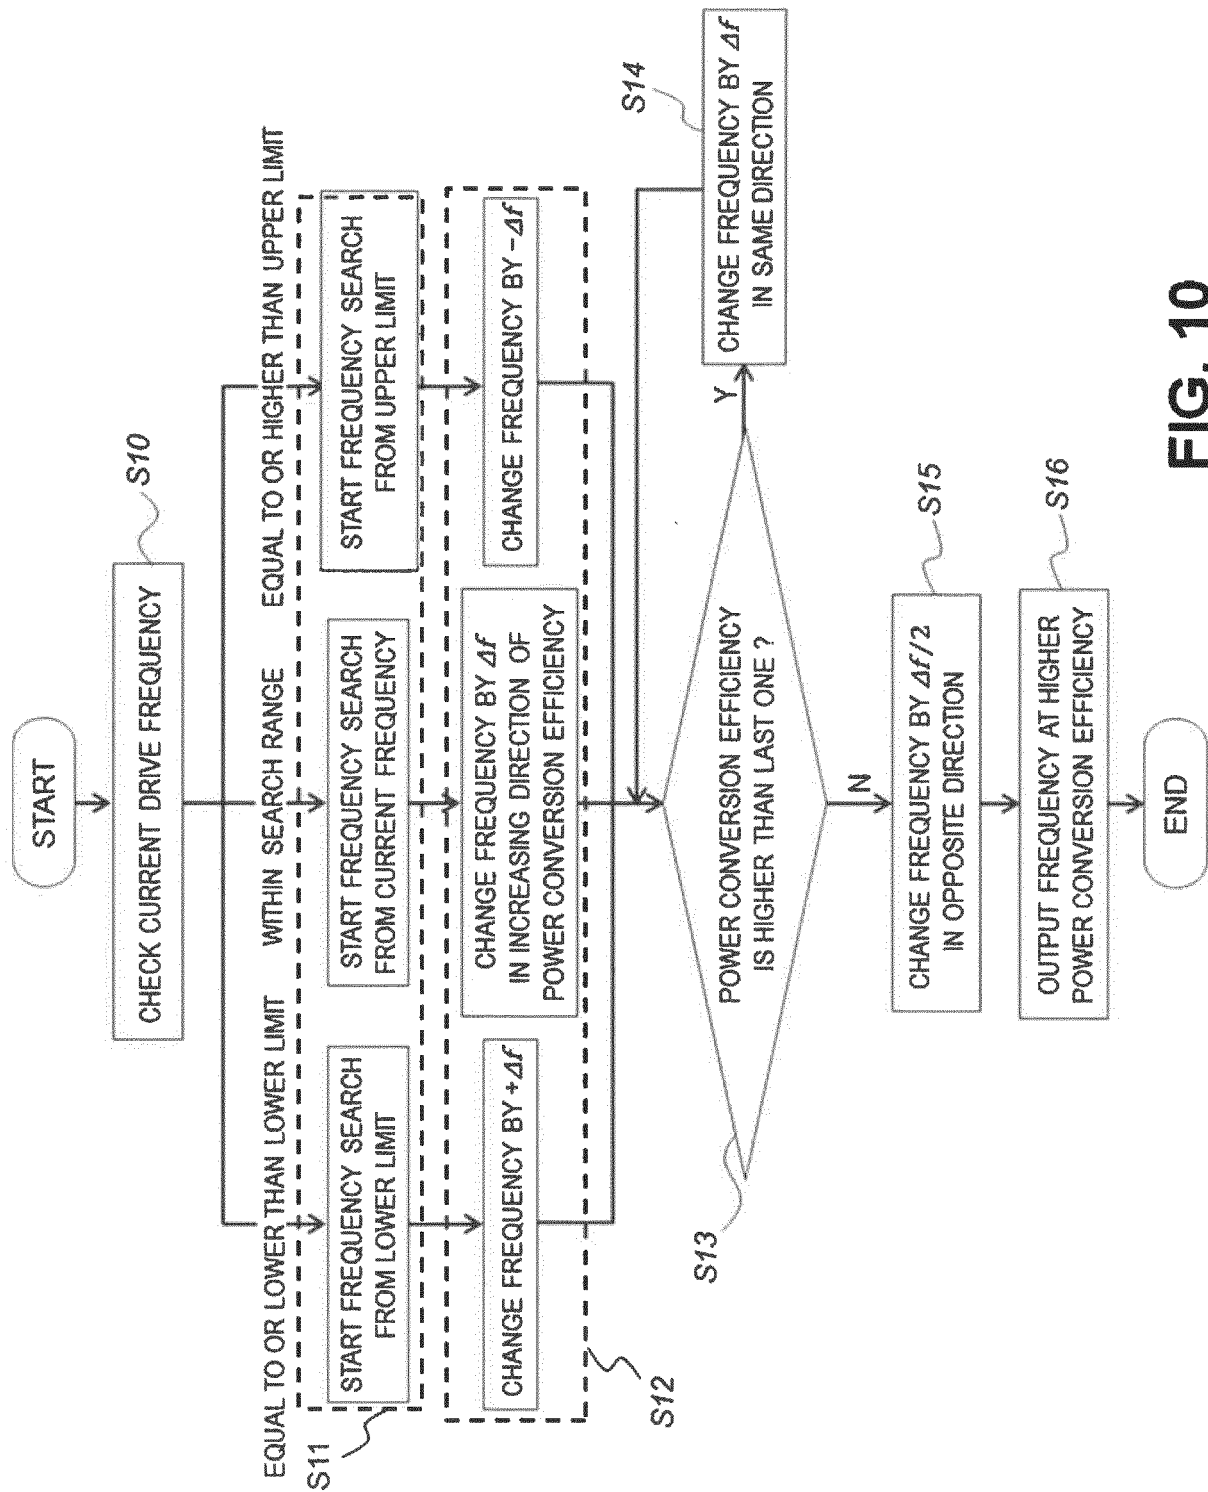 START
CHECK CURRENT DRIVE FREQUENCY
S10
EQUAL TO OR LOWER THAN LOWER LIMIT
WITHIN SEARCH RANGE
EQUAL TO OR HIGHER THAN UPPER LIMIT
S11
START FREQUENCY SEARCH
FROM LOWER LIMIT
START FREQUENCY SEARCH
FROM CURRENT FREQUENCY
START FREQUENCY SEARCH
FROM UPPER LIMIT
S12
CHANGE FREQUENCY BY +Δf
CHANGE FREQUENCY BY Δf
IN INCREASING DIRECTION OF
POWER CONVERSION EFFICIENCY
CHANGE FREQUENCY BY -Δf
S13
POWER CONVERSION EFFICIENCY
IS HIGHER THAN LAST ONE ?
Y
S14
CHANGE FREQUENCY BY Δf
IN SAME DIRECTION
N
CHANGE FREQUENCY BY Δf/2
IN OPPOSITE DIRECTION
S15
OUTPUT FREQUENCY AT HIGHER
POWER CONVERSION EFFICIENCY
S16
END
FIG. 10